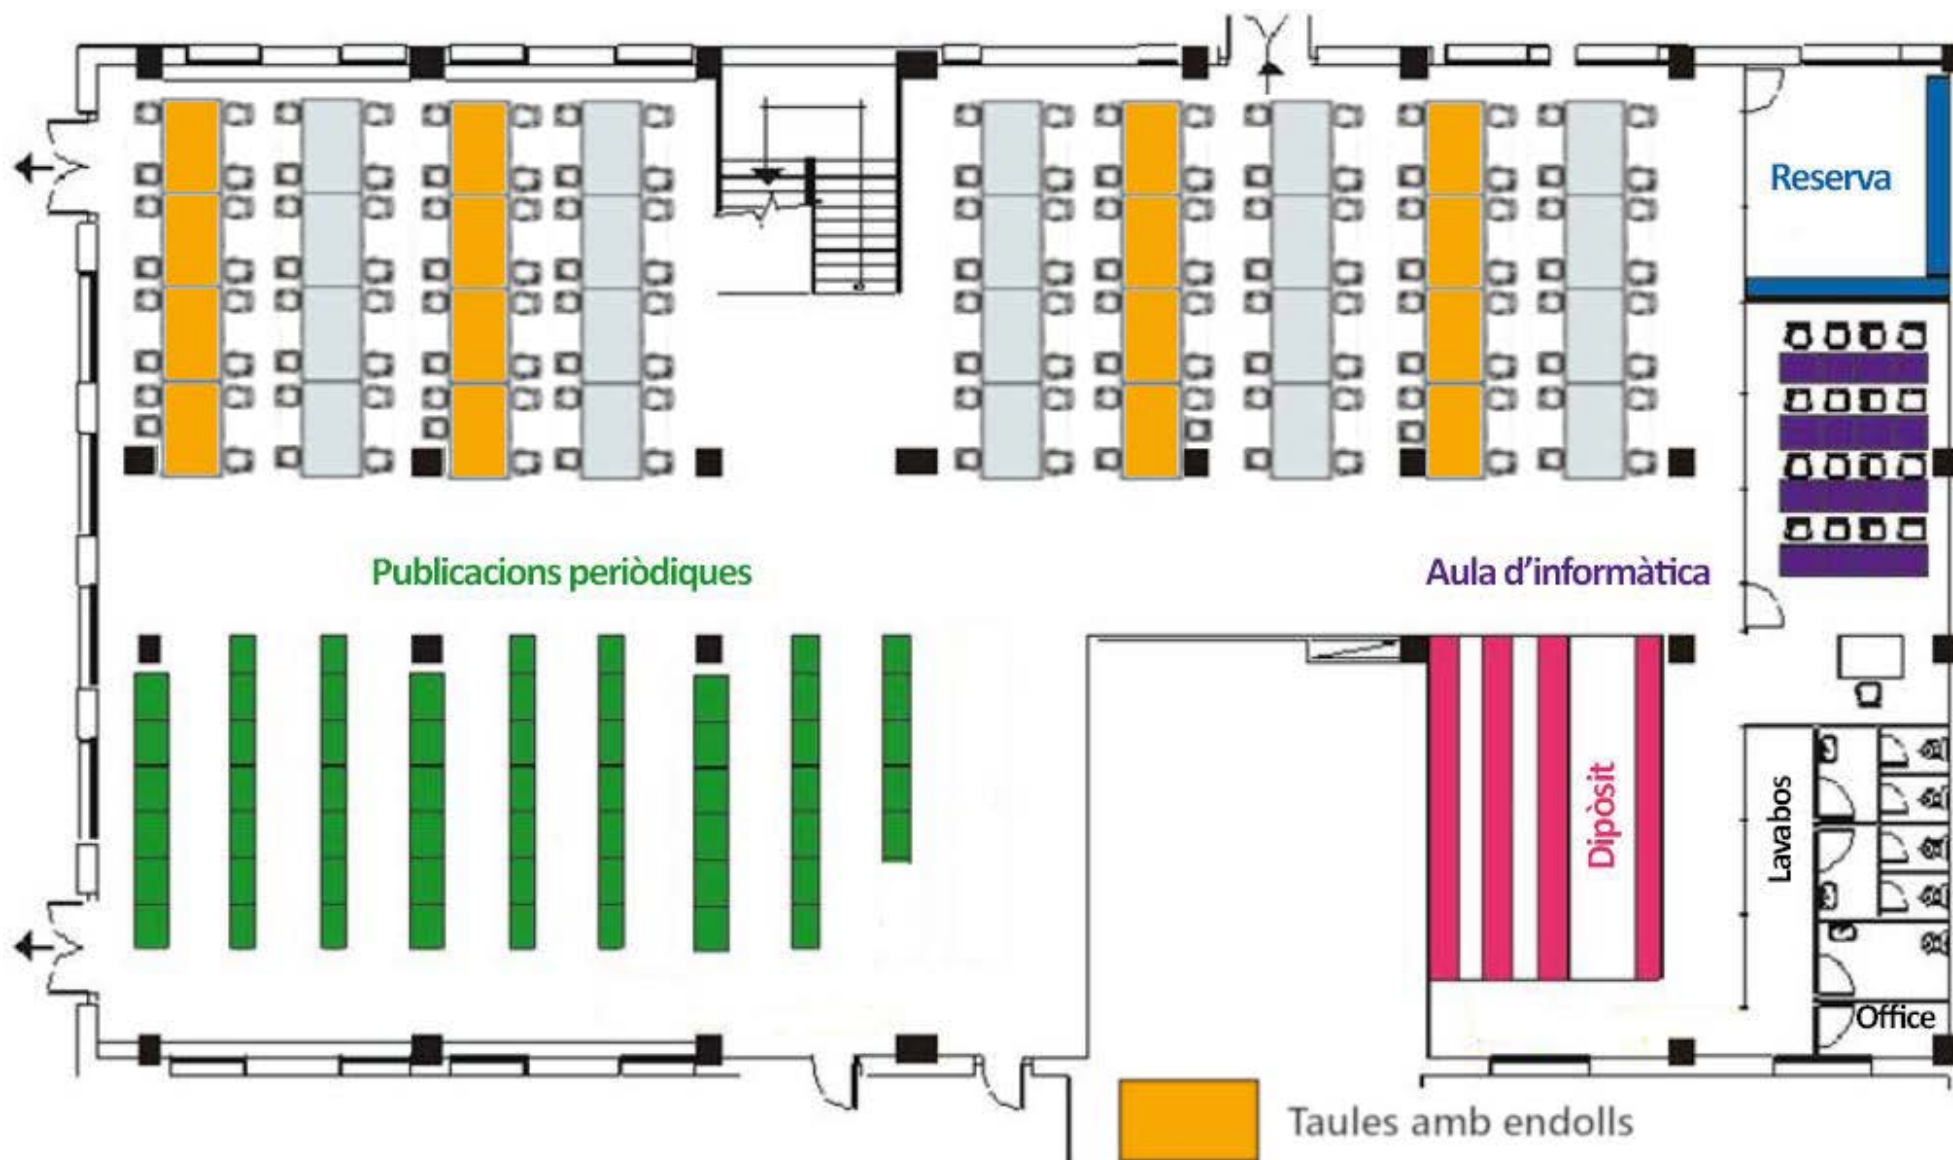 Reserva
Publicacions periòdiques
Aula d'informàtica
Dipòsit
Lavabos
Office
Taules amb endolls